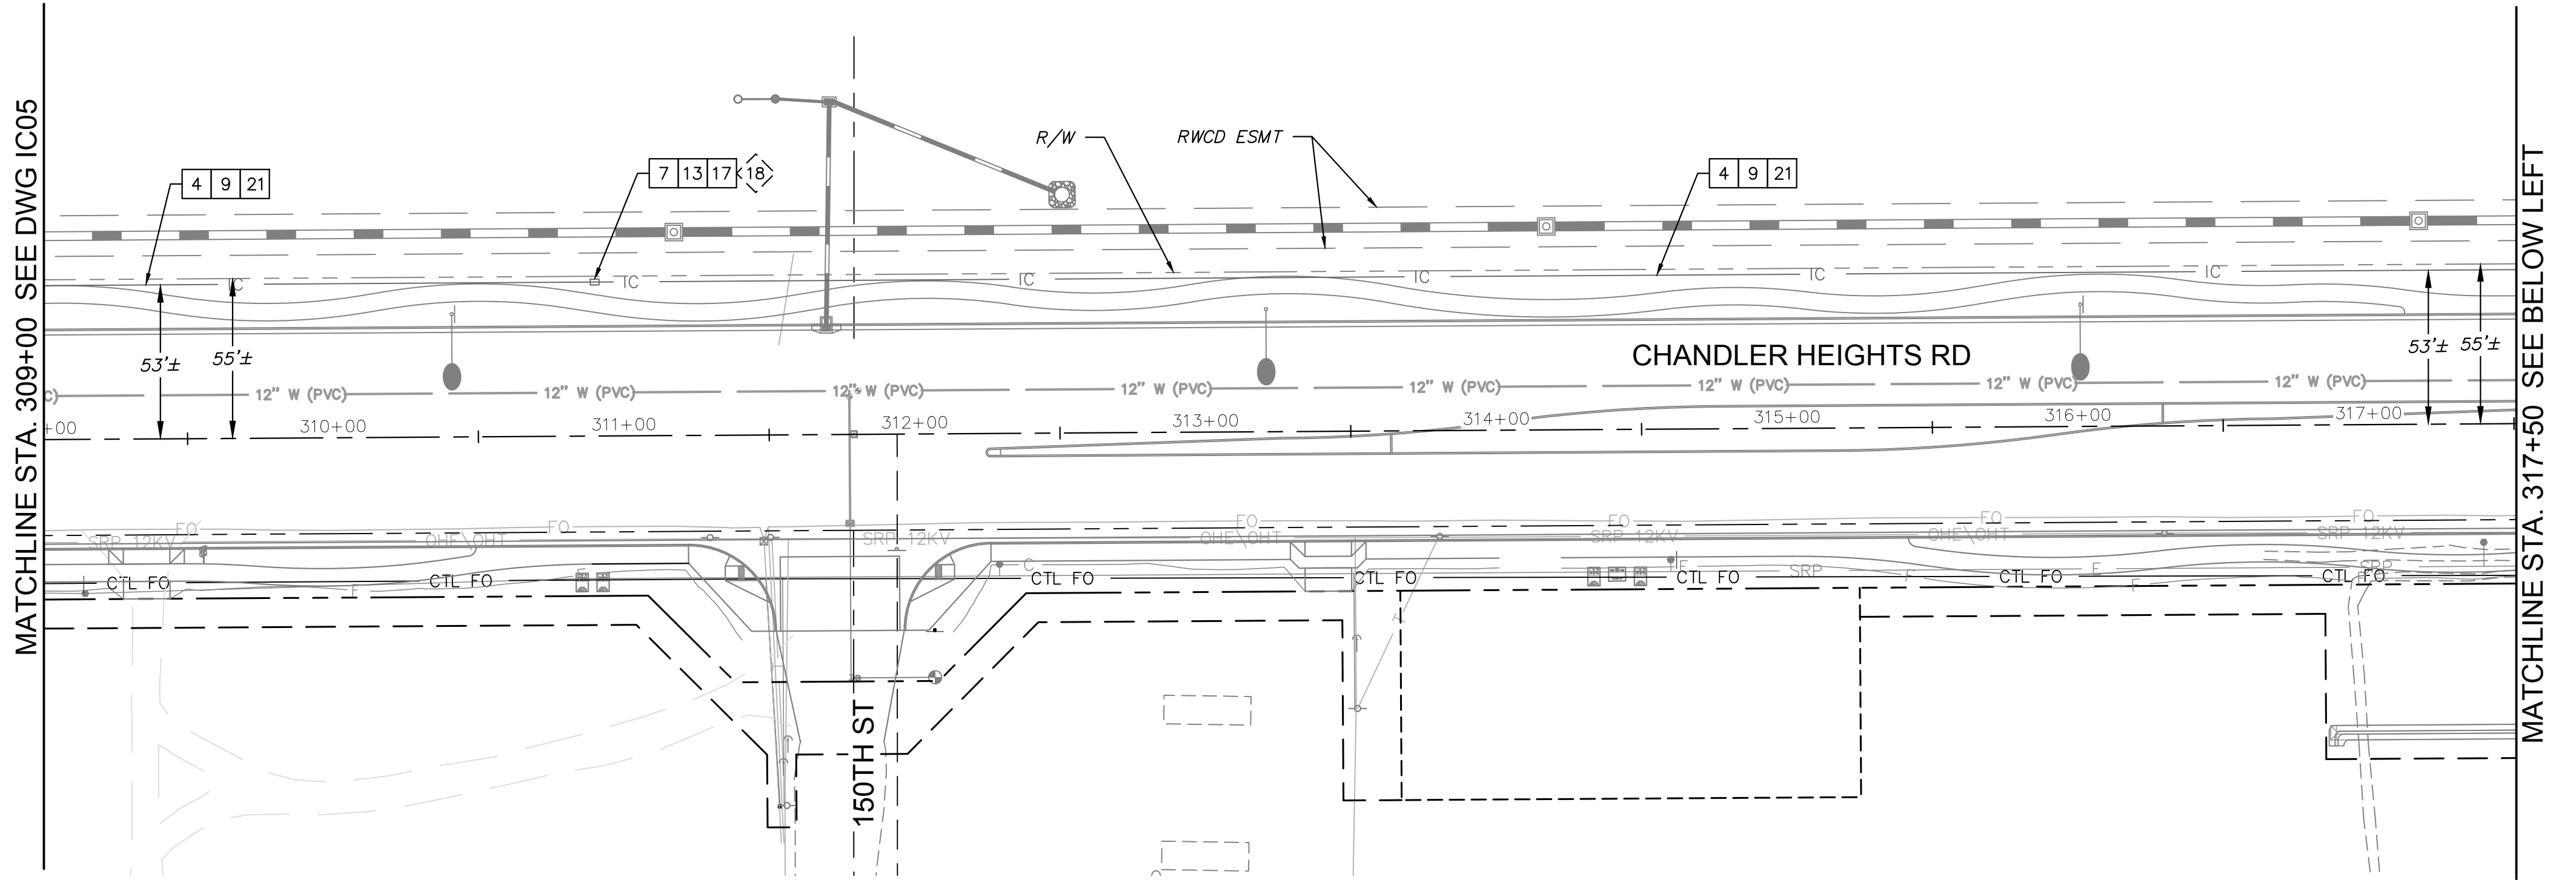 MATCHLINE STA. 309+00 SEE DWG IC05
R/W
RWCD ESMT
4 9 21
7 13 17 18
4 9 21
IC IC IC IC IC IC
53'± 55'±
CHANDLER HEIGHTS RD
53'± 55'±
C) 12" W (PVC) 12" W (PVC) 12" W (PVC) 12" W (PVC) 12" W (PVC) 12" W (PVC) 12" W (PVC) 12" W (PVC)
+00 310+00 311+00 312+00 313+00 314+00 315+00 316+00 317+00
FO FO FO FO FO FO
SRP 12KV OHE\OHT SRP 12KV OHE\OHT SRP 12KV OHE\OHT SRP 12KV
C SRP SRP
CTL FO CTL FO CTL FO CTL FO CTL FO CTL FO CTL FO
150TH ST
MATCHLINE STA. 317+50 SEE BELOW LEFT